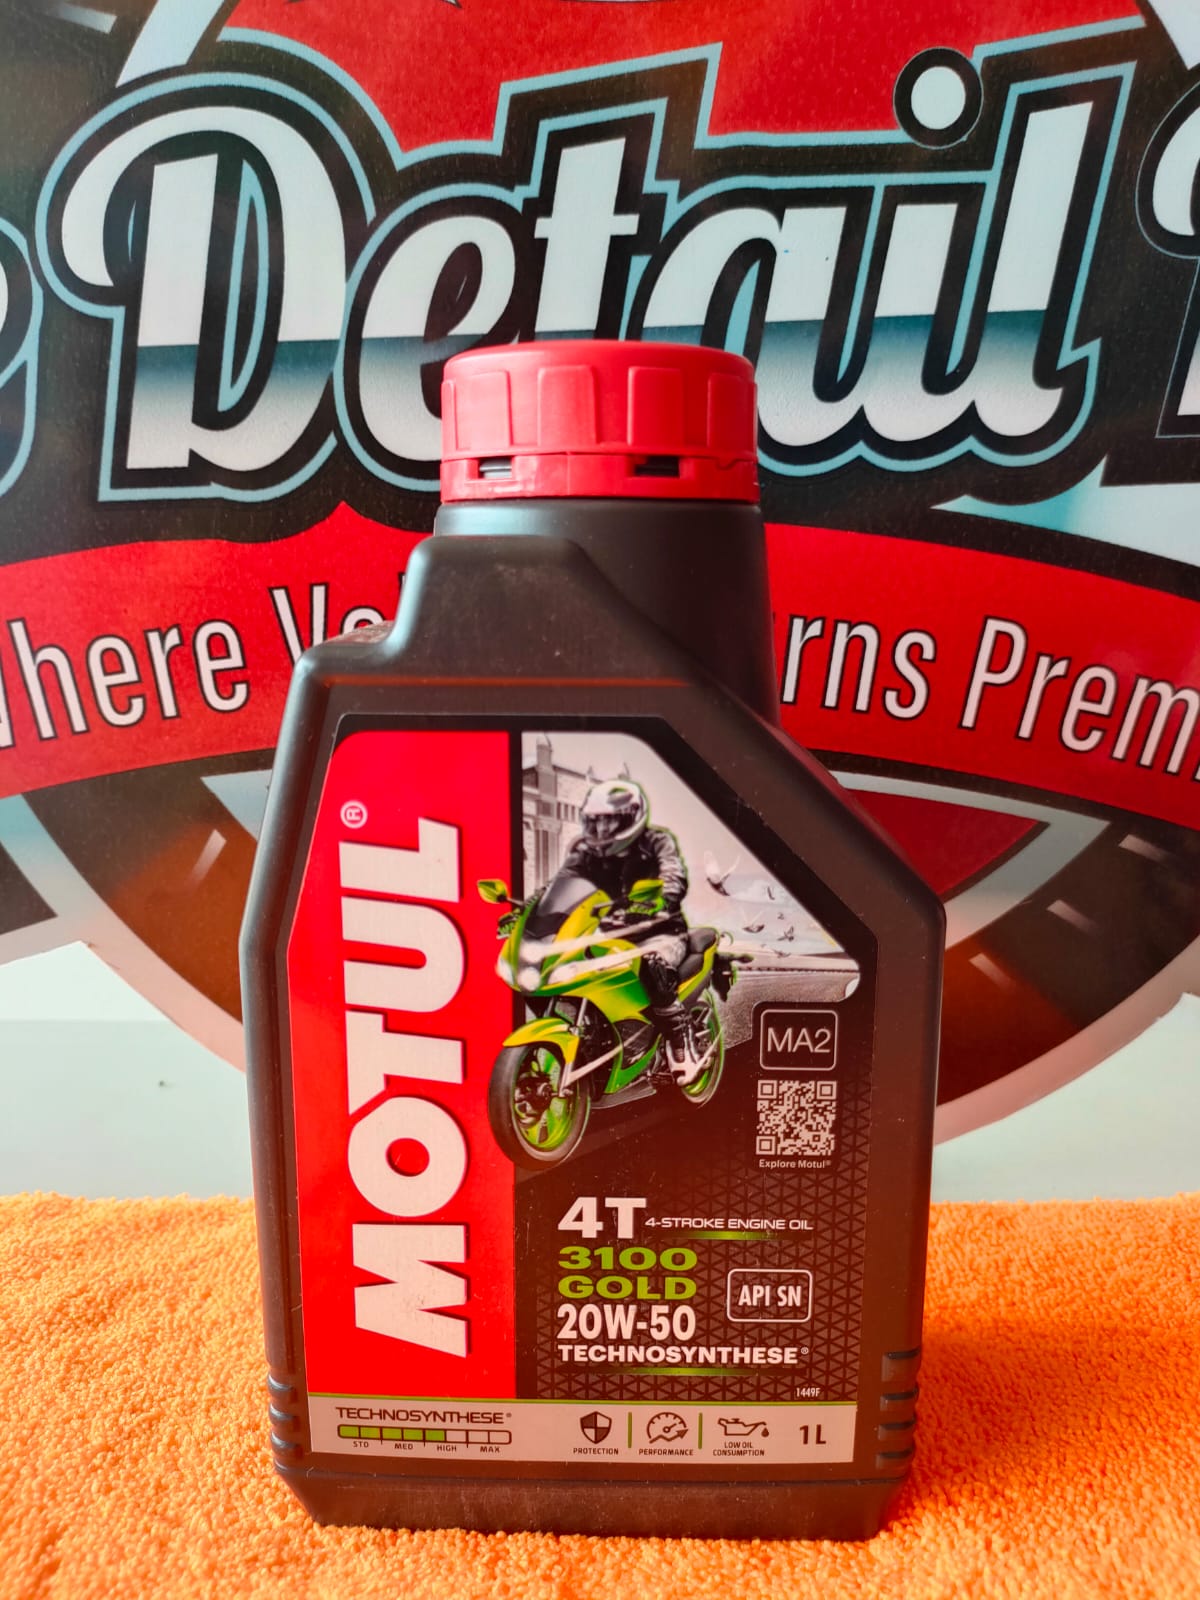 Detail
here
rns Prem
MOTUL®
MA2
Explore Motul®
4T 4-STROKE ENGINE OIL
3100
GOLD
API SN
20W-50
TECHNOSYNTHESE®
1449F
TECHNOSYNTHESE®
STD MED HIGH MAX
PROTECTION
PERFORMANCE
LOW OIL
CONSUMPTION
1L